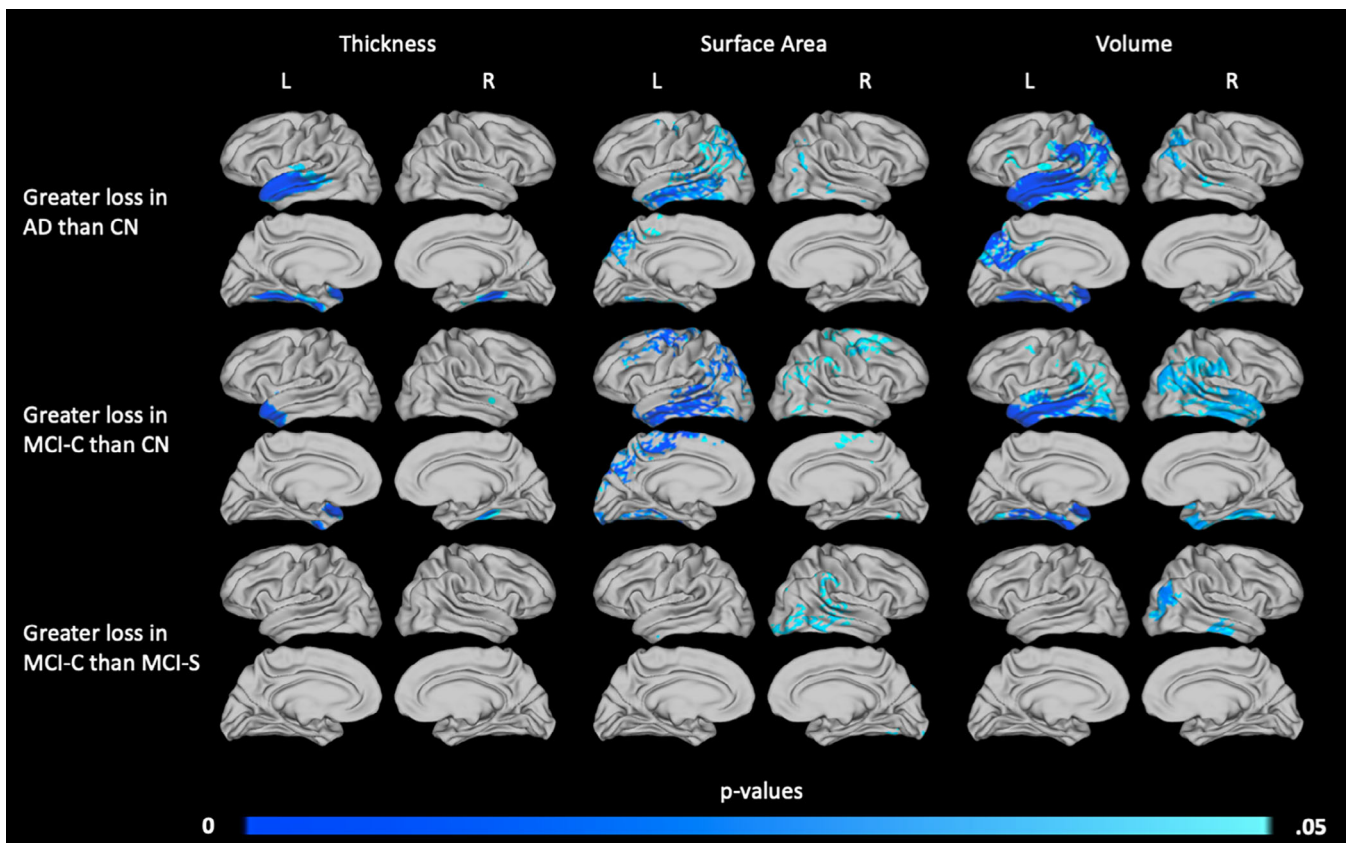 Thickness
Surface Area
Volume
L
R
L
R
L
R
Greater loss in
AD than CN
Greater loss in
MCI-C than CN
Greater loss in
MCI-C than MCI-S
p-values
0
.05